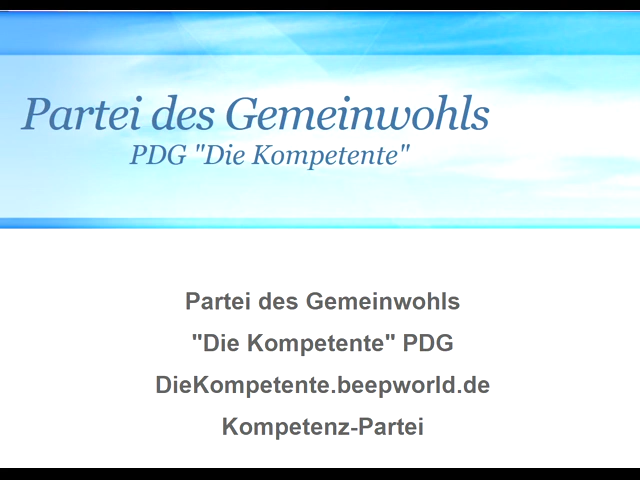 Partei des Gemeinwohls
PDG "Die Kompetente"
Partei des Gemeinwohls
"Die Kompetente" PDG
DieKompetente.beepworld.de
Kompetenz-Partei